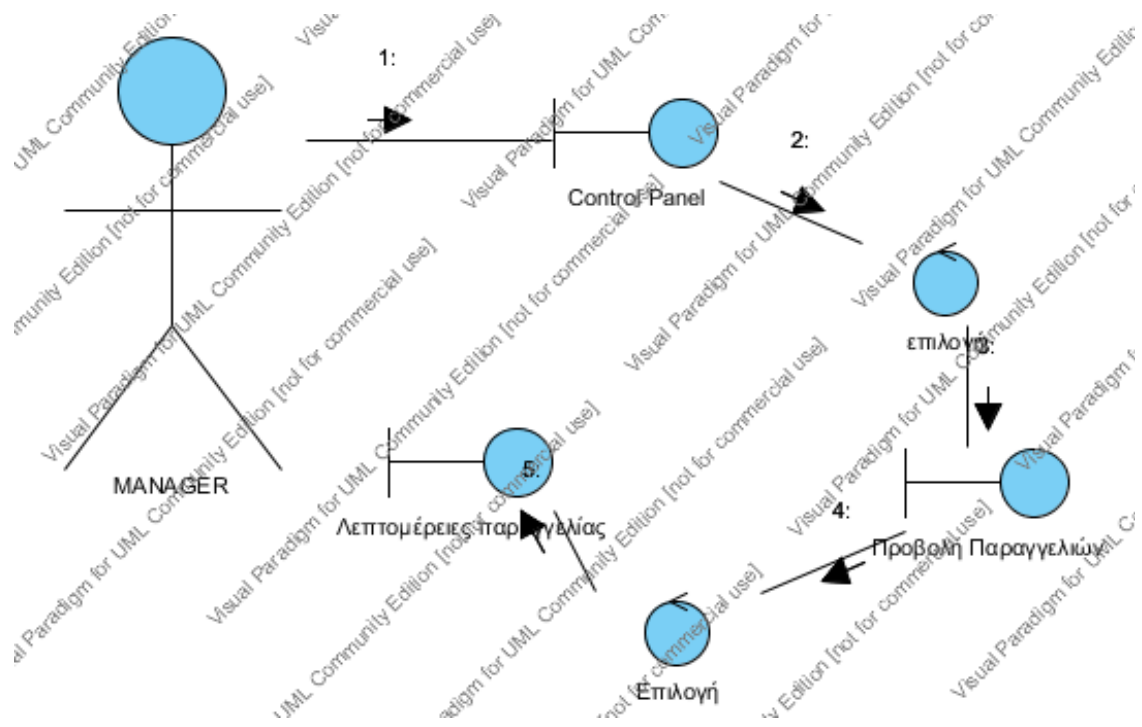 1:
2:
Control Panel
επιλογή
3:
MANAGER
5:
Λεπτομέρειες παραγγελίας
4:
Προβολη Παραγγελιών
Επιλογή
Visual Paradigm for UML Community Edition [not for commercial use]